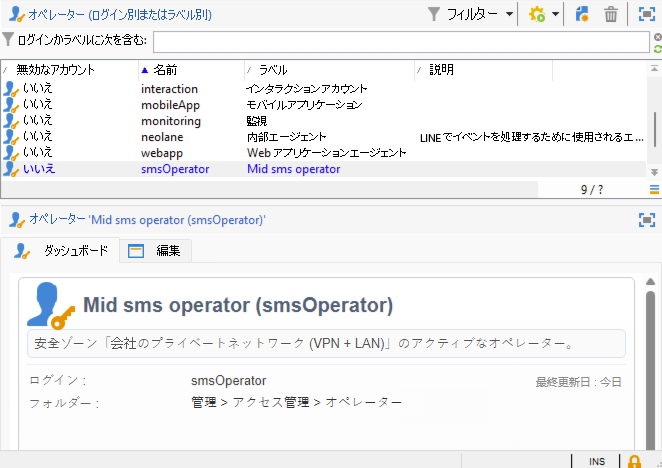 オペレーター (ログイン別またはラベル別)
フィルター
ログインかラベルに次を含む:
無効なアカウント 名前 ラベル 説明
いいえ interaction インタラクションアカウント
いいえ mobileApp モバイルアプリケーション
いいえ monitoring 監視
いいえ neolane 内部エージェント LINEでイベントを処理するために使用されるエ...
いいえ webapp Web アプリケーションエージェント
いいえ smsOperator Mid sms operator
9 / ?
オペレーター 'Mid sms operator (smsOperator)'
ダッシュボード 編集
Mid sms operator (smsOperator)
安全ゾーン「会社のプライベートネットワーク (VPN + LAN)」のアクティブなオペレーター。
ログイン : smsOperator 最終更新日 : 今日
フォルダー : 管理 > アクセス管理 > オペレーター
INS